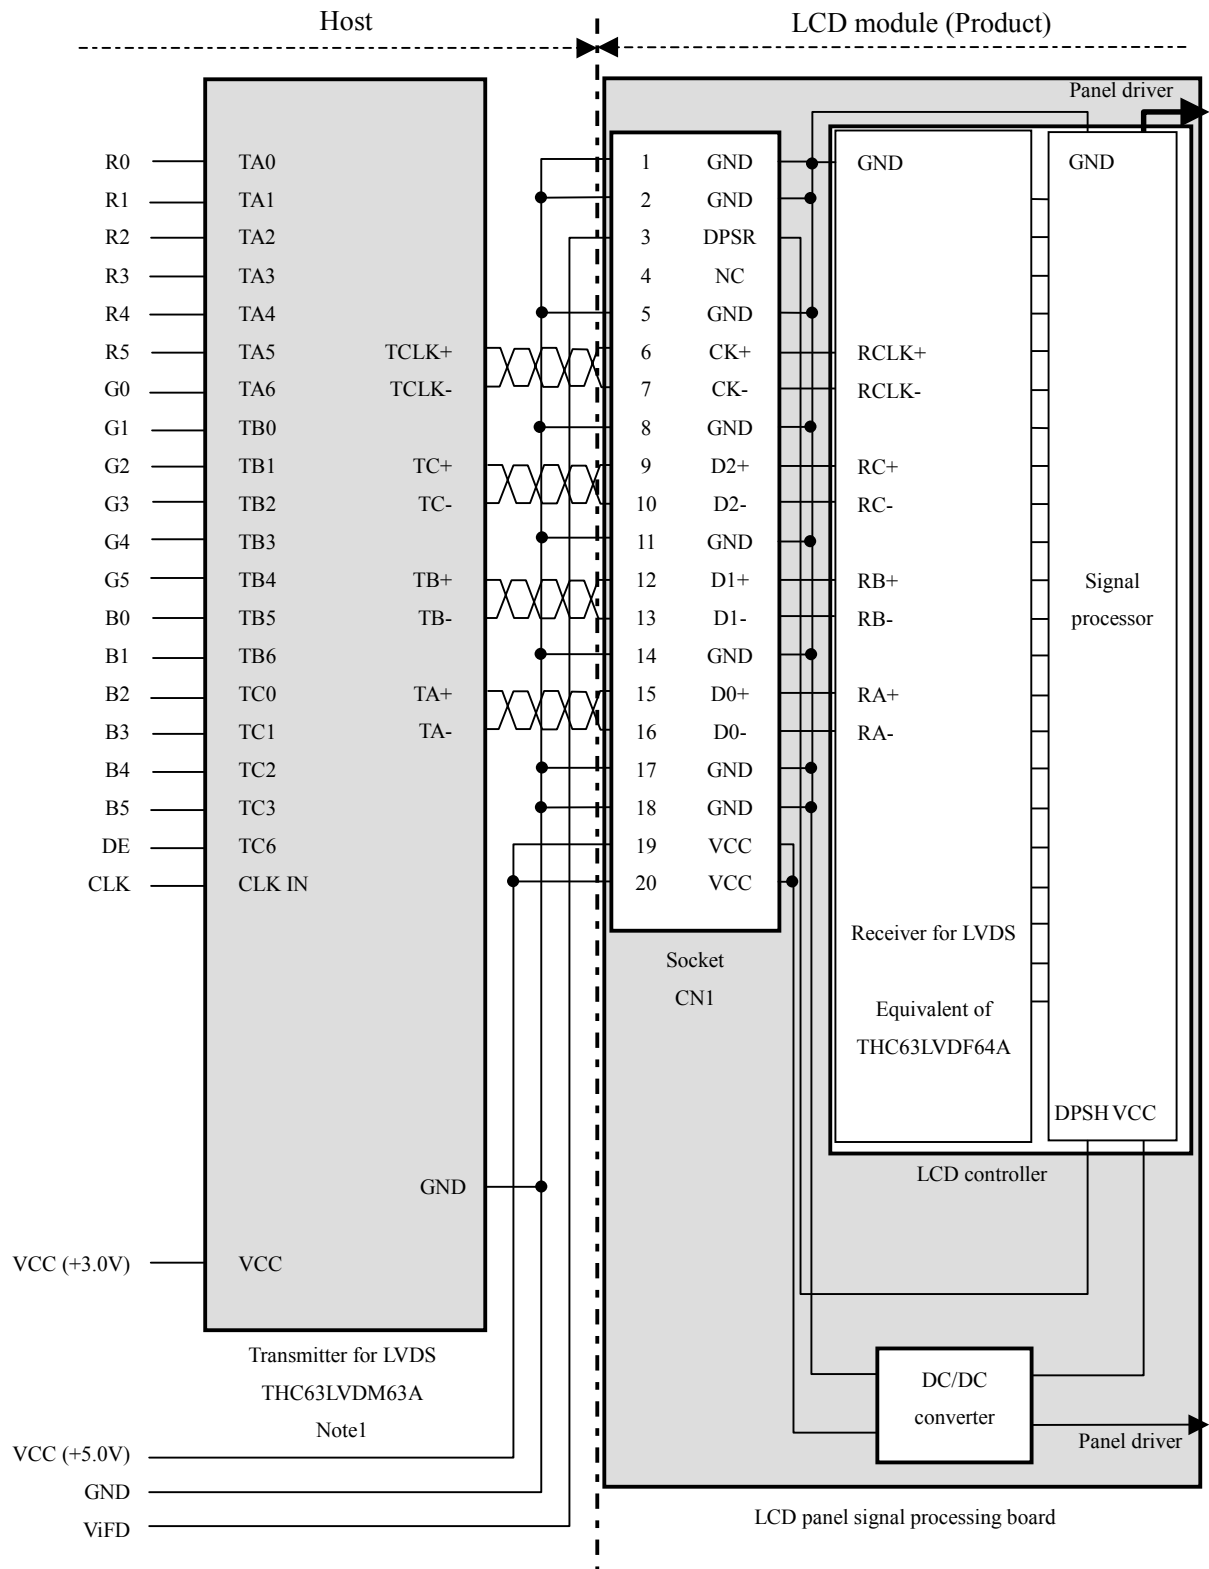 Host
LCD module (Product)
Panel driver
R0 TA0 1 GND GND GND
R1 TA1 2 GND
R2 TA2 3 DPSR
R3 TA3 4 NC
R4 TA4 5 GND
R5 TA5 TCLK+ 6 CK+ RCLK+
G0 TA6 TCLK- 7 CK- RCLK-
G1 TB0 8 GND
G2 TB1 TC+ 9 D2+ RC+
G3 TB2 TC- 10 D2- RC-
G4 TB3 11 GND
G5 TB4 TB+ 12 D1+ RB+ Signal
B0 TB5 TB- 13 D1- RB- processor
B1 TB6 14 GND
B2 TC0 TA+ 15 D0+ RA+
B3 TC1 TA- 16 D0- RA-
B4 TC2 17 GND
B5 TC3 18 GND
DE TC6 19 VCC
CLK CLK IN 20 VCC
Receiver for LVDS
Socket
CN1
Equivalent of
THC63LVDF64A
DPSH VCC
LCD controller
GND
VCC (+3.0V) VCC
Transmitter for LVDS
THC63LVDM63A
Note1
DC/DC
converter
Panel driver
VCC (+5.0V)
GND
ViFD
LCD panel signal processing board